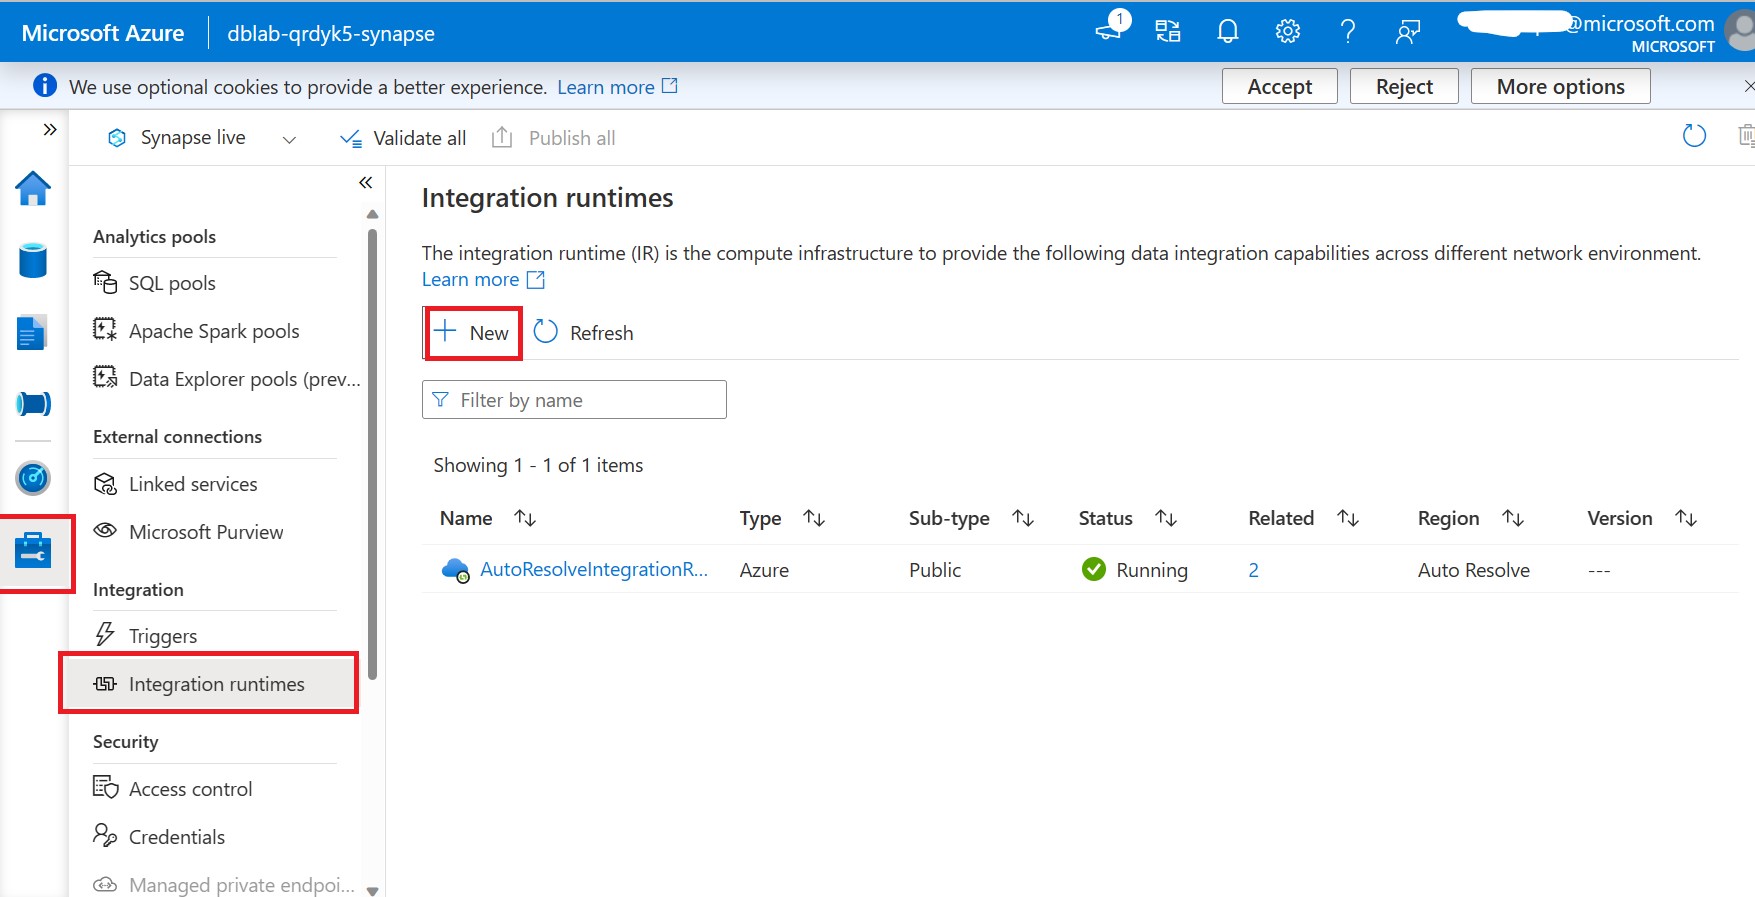 Microsoft Azure
dblab-qrdyk5-synapse
1
@microsoft.com
MICROSOFT
We use optional cookies to provide a better experience. Learn more
Accept
Reject
More options
Synapse live
Validate all
Publish all
Analytics pools
SQL pools
Apache Spark pools
Data Explorer pools (prev...
External connections
Linked services
Microsoft Purview
Integration
Triggers
Integration runtimes
Security
Access control
Credentials
Managed private endpoi...
Integration runtimes
The integration runtime (IR) is the compute infrastructure to provide the following data integration capabilities across different network environment.
Learn more
New
Refresh
Filter by name
Showing 1 - 1 of 1 items
Name Type Sub-type Status Related Region Version
AutoResolveIntegrationR... Azure Public Running 2 Auto Resolve ---